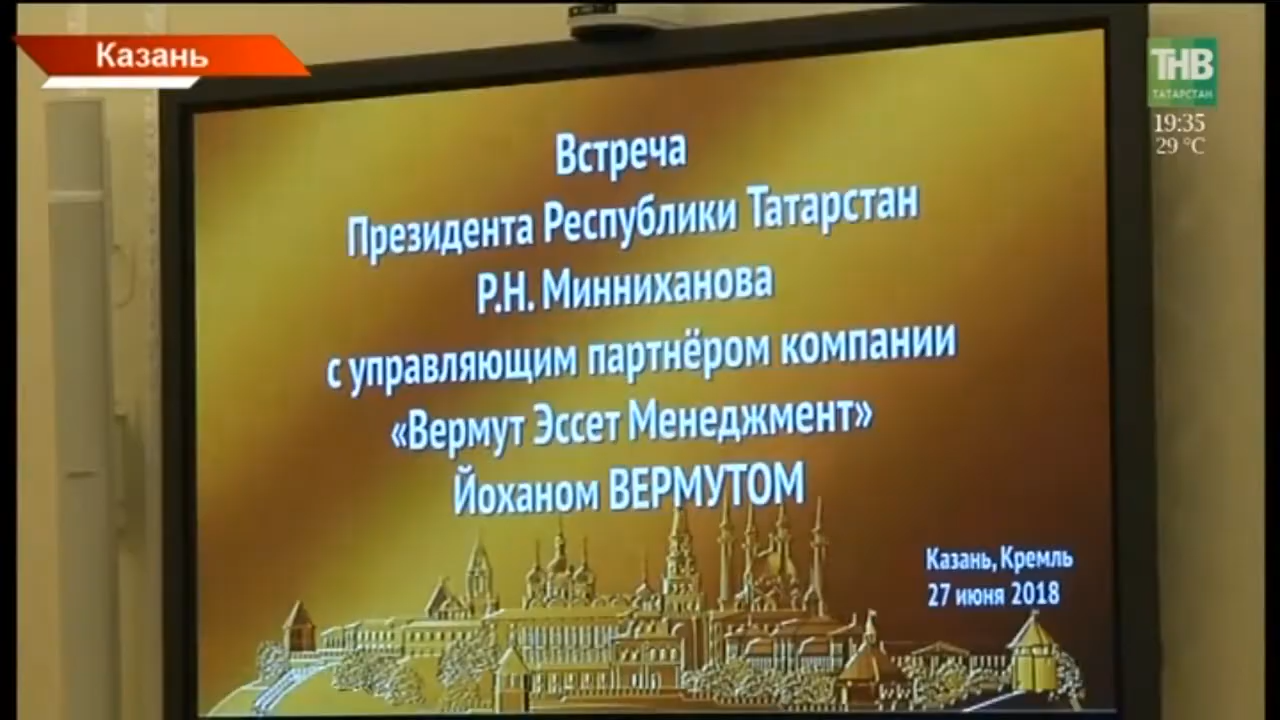 Казань
ТНВ
ТАТАРСТАН
19:35
29 °C
Встреча
Президента Республики Татарстан
Р.Н. Минниханова
с управляющим партнёром компании
«Вермут Эссет Менеджмент»
Йоханом ВЕРМУТОМ
Казань, Кремль
27 июня 2018